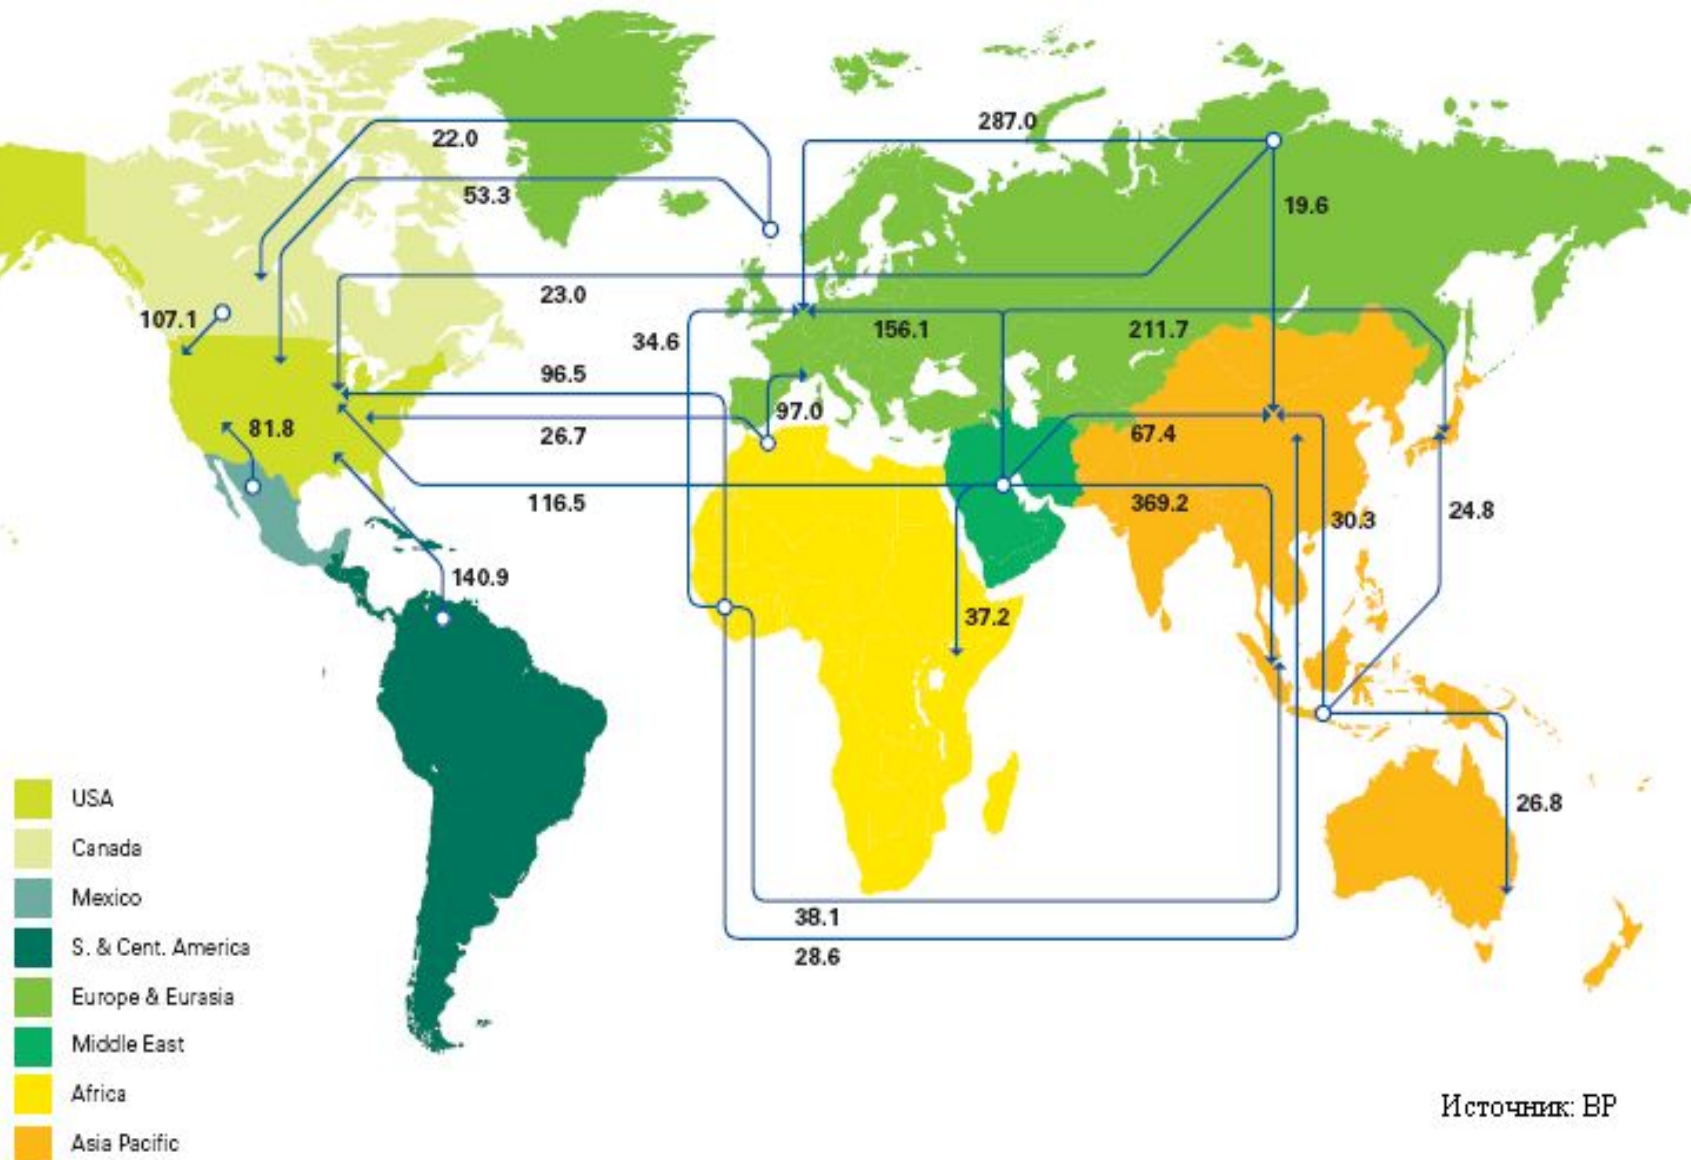 22.0
287.0
53.3
19.6
23.0
107.1
156.1
211.7
34.6
96.5
97.0
81.8
26.7
67.4
116.5
369.2
30.3
24.8
140.9
37.2
26.8
38.1
28.6
USA
Canada
Mexico
S. & Cent. America
Europe & Eurasia
Middle East
Africa
Asia Pacific
Источник: BP